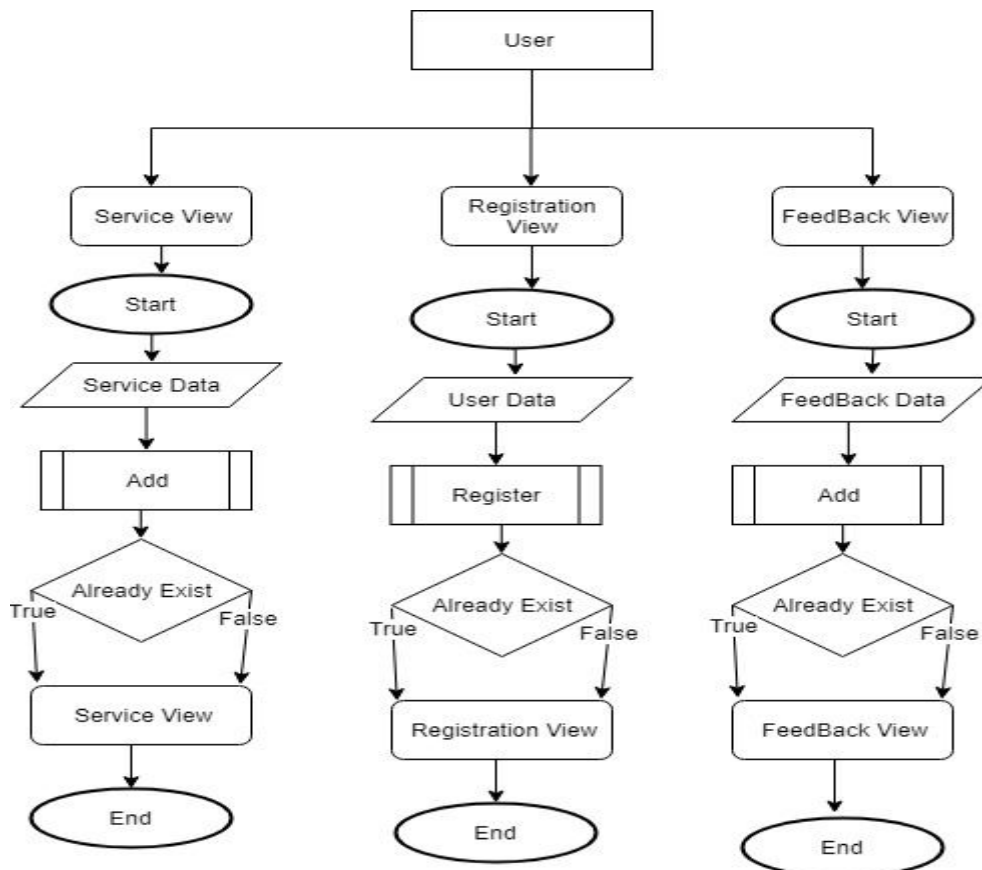 User
Service View
Registration
View
FeedBack View
Start
Start
Start
Service Data
User Data
FeedBack Data
Add
Register
Add
Already Exist
Already Exist
Already Exist
True
False
True
False
True
False
Service View
Registration View
FeedBack View
End
End
End